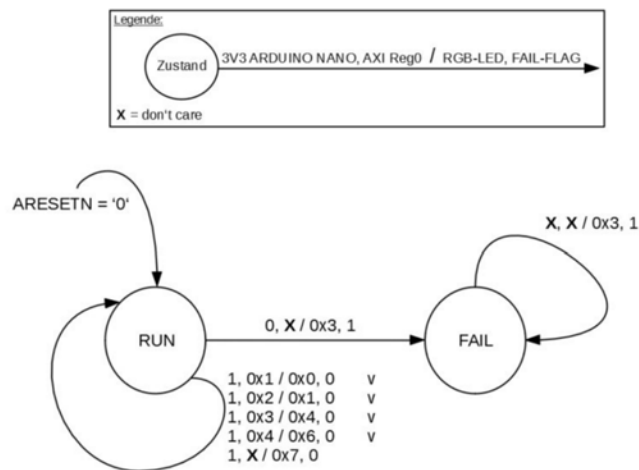 Legende:
Zustand
3V3 ARDUINO NANO, AXI Reg0 / RGB-LED, FAIL-FLAG
X = don't care
ARESETN = '0'
X, X / 0x3, 1
RUN
0, X / 0x3, 1
FAIL
1, 0x1 / 0x0, 0 v
1, 0x2 / 0x1, 0 v
1, 0x3 / 0x4, 0 v
1, 0x4 / 0x6, 0 v
1, X / 0x7, 0